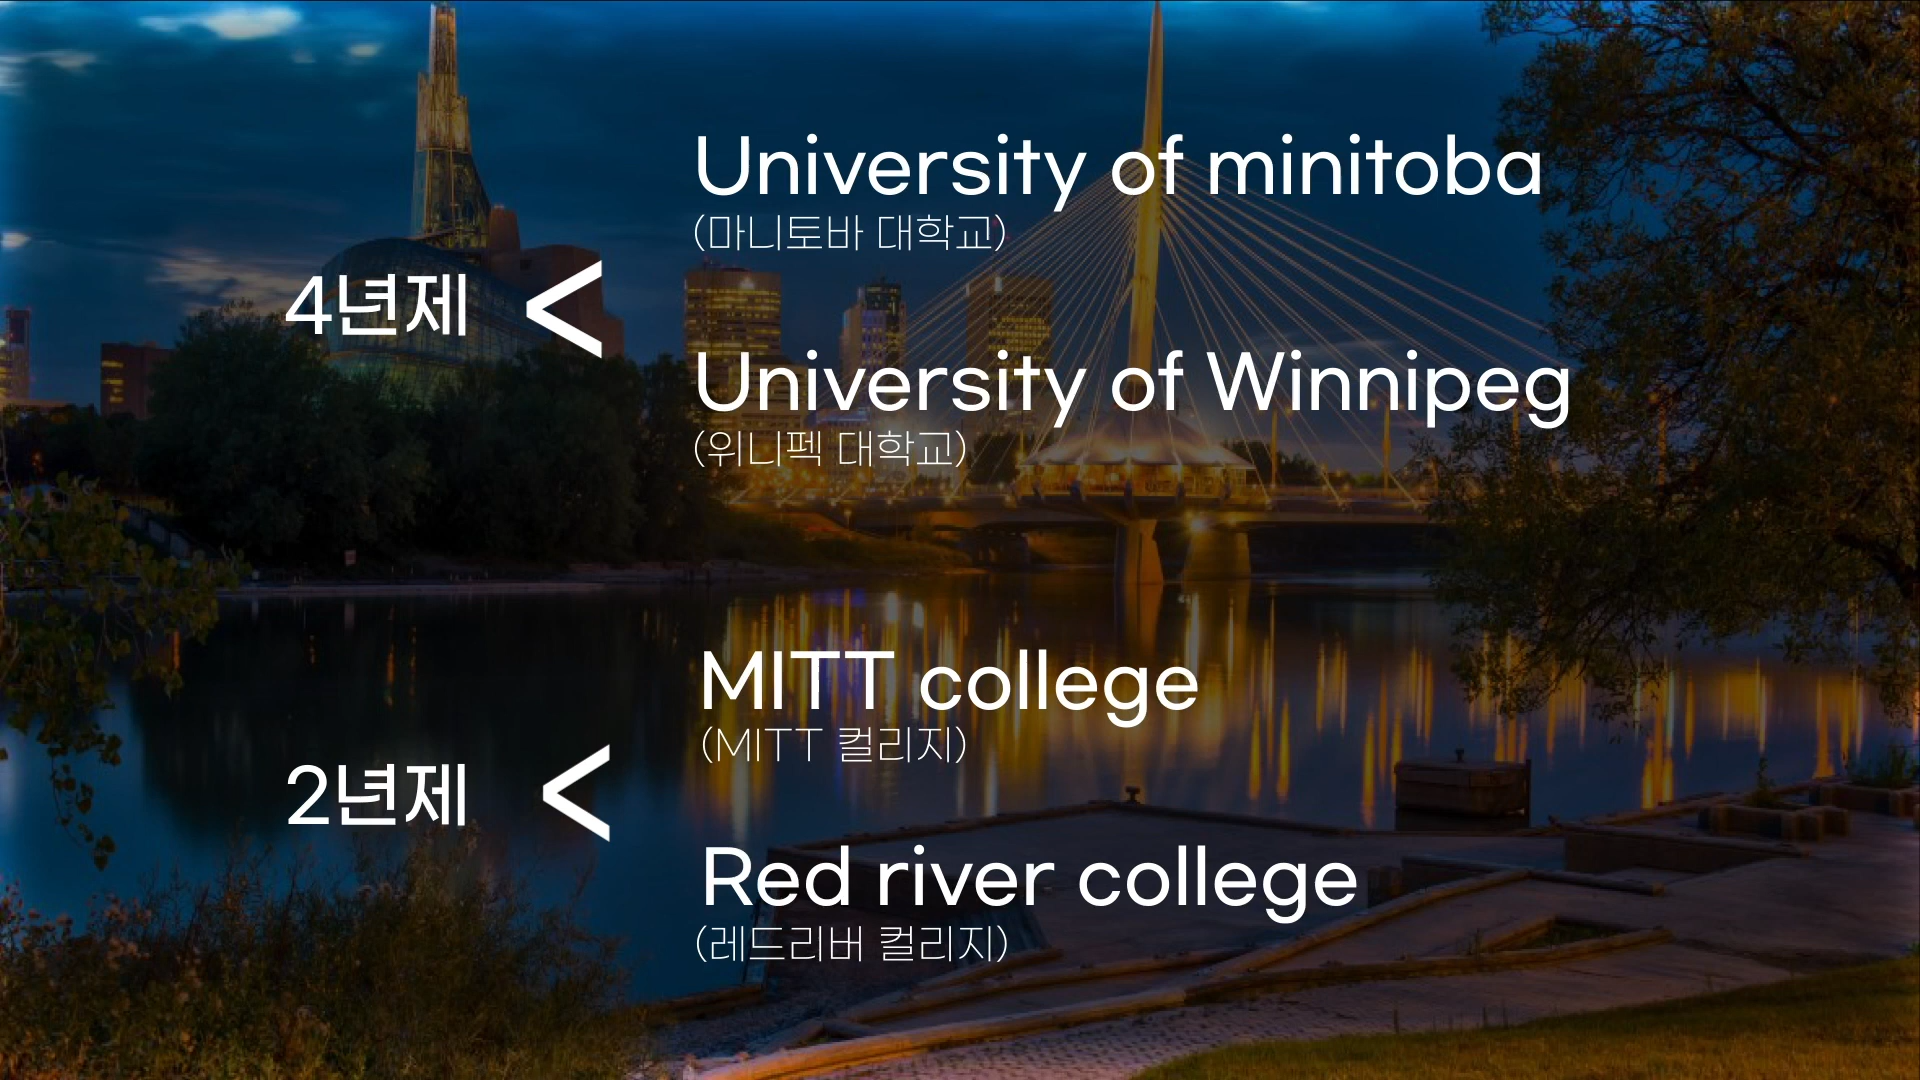 University of minitoba
(마니토바 대학교)
4년제 <
University of Winnipeg
(위니펙 대학교)
MITT college
(MITT 컬리지)
2년제 <
Red river college
(레드리버 컬리지)